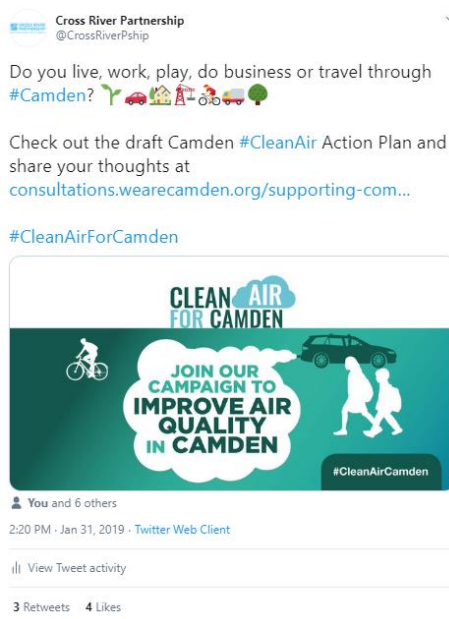 Cross River Partnership
@CrossRiverPship
Do you live, work, play, do business or travel through
#Camden? 🌱🚗🏡🏗🚴🚚🌳
Check out the draft Camden #CleanAir Action Plan and
share your thoughts at
consultations.wearecamden.org/supporting-com...
#CleanAirForCamden
CLEAN AIR
FOR CAMDEN
JOIN OUR
CAMPAIGN TO
IMPROVE AIR
QUALITY
IN CAMDEN
#CleanAirCamden
You and 6 others
2:20 PM · Jan 31, 2019 · Twitter Web Client
View Tweet activity
3 Retweets 4 Likes